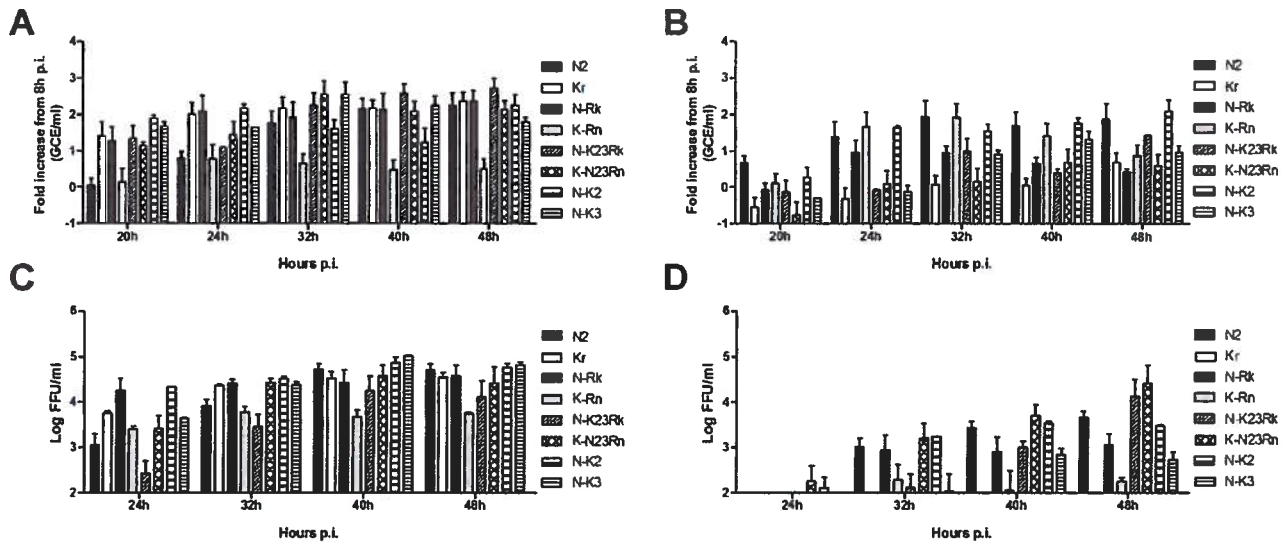 A
Fold increase from 8h p.i.
(GCE/ml)
4
3
2
1
0
-1
20h
24h
32h
40h
48h
Hours p.i.
N2
Kr
N-Rk
K-Rn
N-K23Rk
K-N23Rn
N-K2
N-K3
B
Fold increase from 8h p.i.
(GCE/ml)
4
3
2
1
0
-1
20h
24h
32h
40h
48h
Hours p.i.
N2
Kr
N-Rk
K-Rn
N-K23Rk
K-N23Rn
N-K2
N-K3
C
Log FFU/ml
6
5
4
3
2
24h
32h
40h
48h
Hours p.i.
N2
Kr
N-Rk
K-Rn
N-K23Rk
K-N23Rn
N-K2
N-K3
D
Log FFU/ml
6
5
4
3
2
24h
32h
40h
48h
Hours p.i.
N2
Kr
N-Rk
K-Rn
N-K23Rk
K-N23Rn
N-K2
N-K3